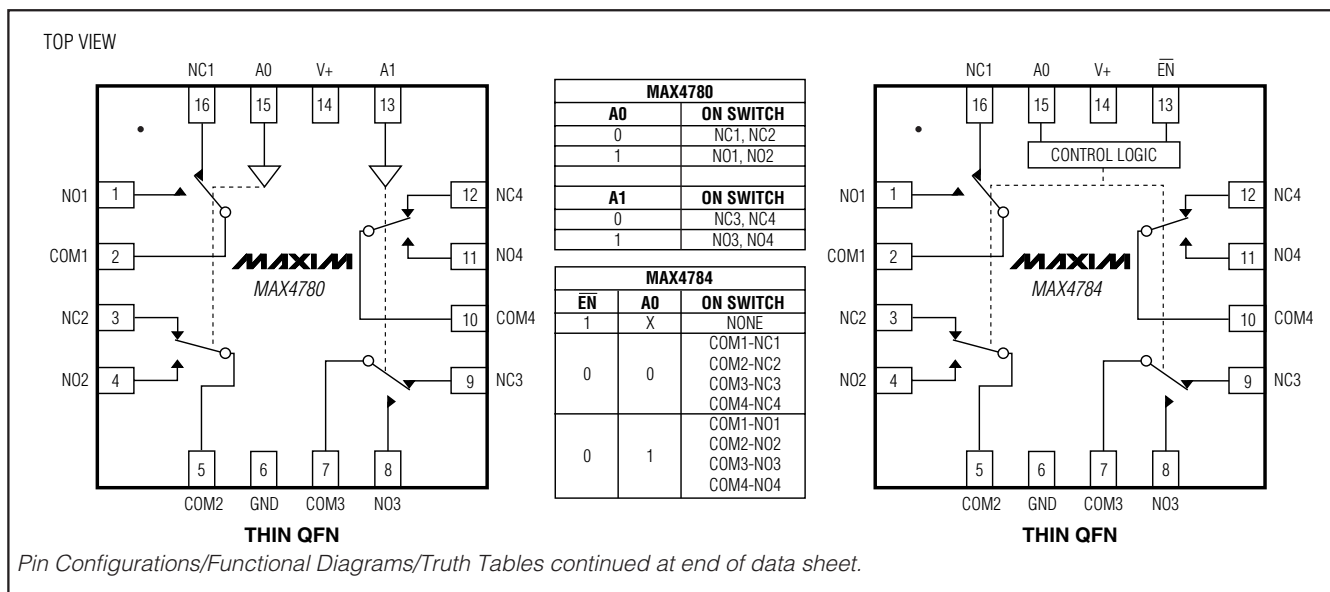 TOP VIEW
NC1 A0 V+ A1
16 15 14 13
NO1 1
COM1 2
NC2 3
NO2 4
12 NC4
11 NO4
10 COM4
9 NC3
MAXIM
MAX4780
5 6 7 8
COM2 GND COM3 NO3
THIN QFN
MAX4780
A0 ON SWITCH
0 NC1, NC2
1 NO1, NO2
A1 ON SWITCH
0 NC3, NC4
1 NO3, NO4
MAX4784
EN A0 ON SWITCH
1 X NONE
0 0 COM1-NC1
COM2-NC2
COM3-NC3
COM4-NC4
0 1 COM1-NO1
COM2-NO2
COM3-NO3
COM4-NO4
NC1 A0 V+ EN
16 15 14 13
CONTROL LOGIC
NO1 1
COM1 2
NC2 3
NO2 4
12 NC4
11 NO4
10 COM4
9 NC3
MAXIM
MAX4784
5 6 7 8
COM2 GND COM3 NO3
THIN QFN
Pin Configurations/Functional Diagrams/Truth Tables continued at end of data sheet.